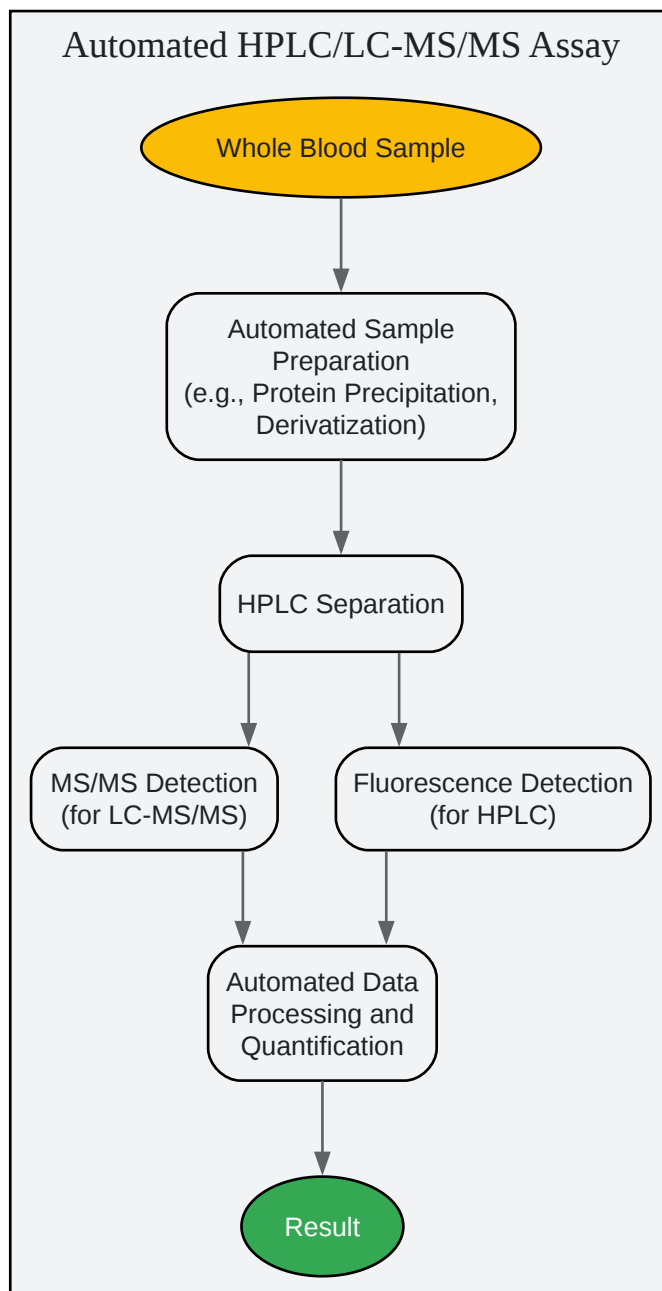 Automated HPLC/LC-MS/MS Assay
Whole Blood Sample
Automated Sample
Preparation
(e.g., Protein Precipitation,
Derivatization)
HPLC Separation
MS/MS Detection
(for LC-MS/MS)
Fluorescence Detection
(for HPLC)
Automated Data
Processing and
Quantification
Result